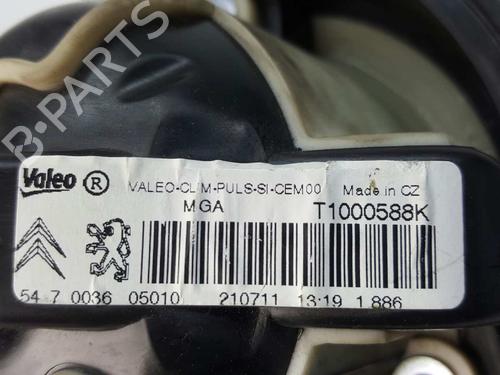 B-PARTS
Valeo ® VALEO-CLIM-PULS-SI-CEM00 Made in CZ
MGA T1000588K
54 7 0036 05010 210711 13:19 1 886